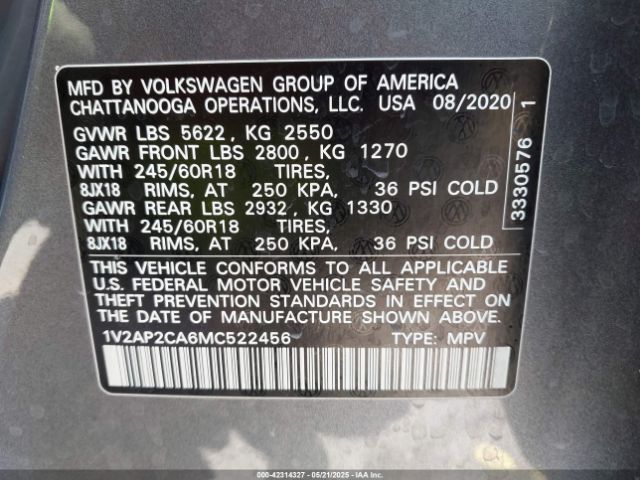 MFD BY VOLKSWAGEN GROUP OF AMERICA
CHATTANOOGA OPERATIONS, LLC. USA 08/2020
GVWR LBS 5622, KG 2550
GAWR FRONT LBS 2800, KG 1270
WITH 245/60R18 TIRES,
8JX18 RIMS, AT 250 KPA, 36 PSI COLD
GAWR REAR LBS 2932, KG 1330
WITH 245/60R18 TIRES,
8JX18 RIMS, AT 250 KPA, 36 PSI COLD
THIS VEHICLE CONFORMS TO ALL APPLICABLE
U.S. FEDERAL MOTOR VEHICLE SAFETY AND
THEFT PREVENTION STANDARDS IN EFFECT ON
THE DATE OF MANUFACTURE SHOWN ABOVE.
1V2AP2CA6MC522456 TYPE: MPV
3330576 1
000-42314327 - 05/21/2025 - IAAI.COM